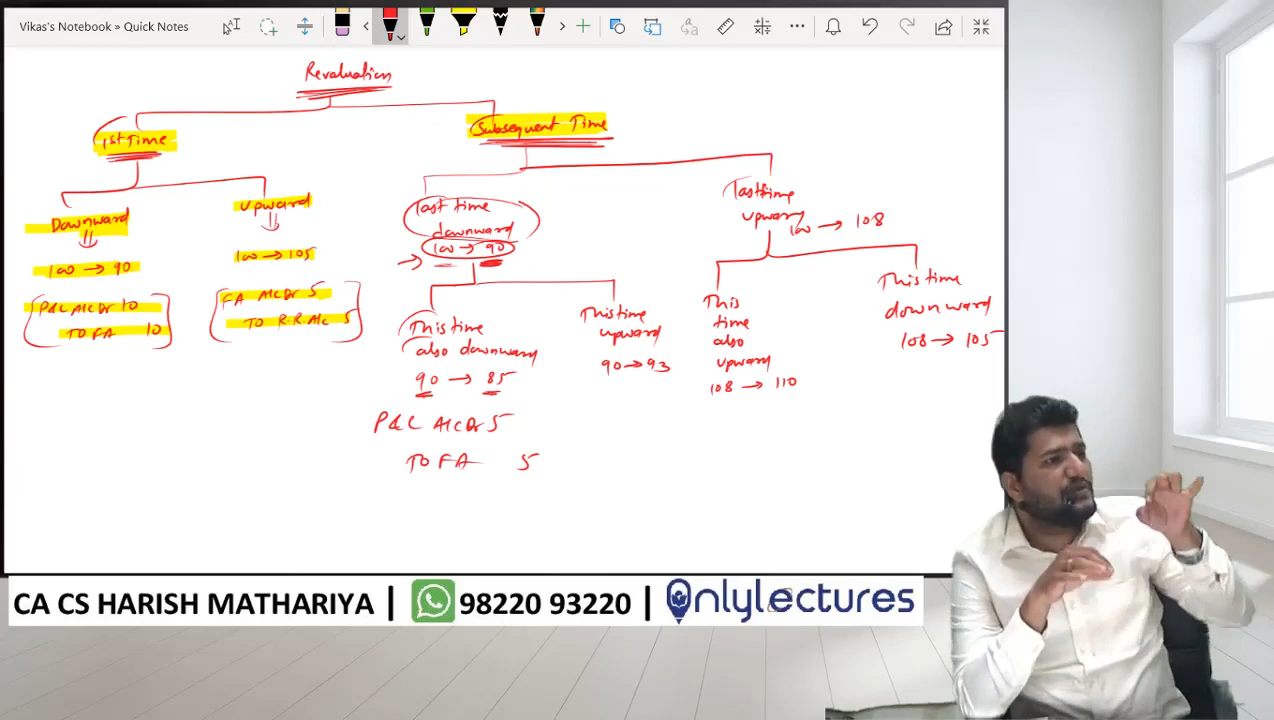 Vikas's Notebook » Quick Notes
Revaluation
1st Time
Subsequent Time
Downward
100 → 90
P&L A/c Dr 10
TO FA 10
Upward
100 → 105
FA A/c Dr 5
TO R.R. A/c 5
last time
downward
100 → 90
This time
also downward
90 → 85
P&L A/c Dr 5
TO FA 5
This time
upward
90 → 93
last time
upward
100 → 108
This
time
also
upward
108 → 110
This time
downward
108 → 105
CA CS HARISH MATHARIYA | 98220 93220 | Onlylectures